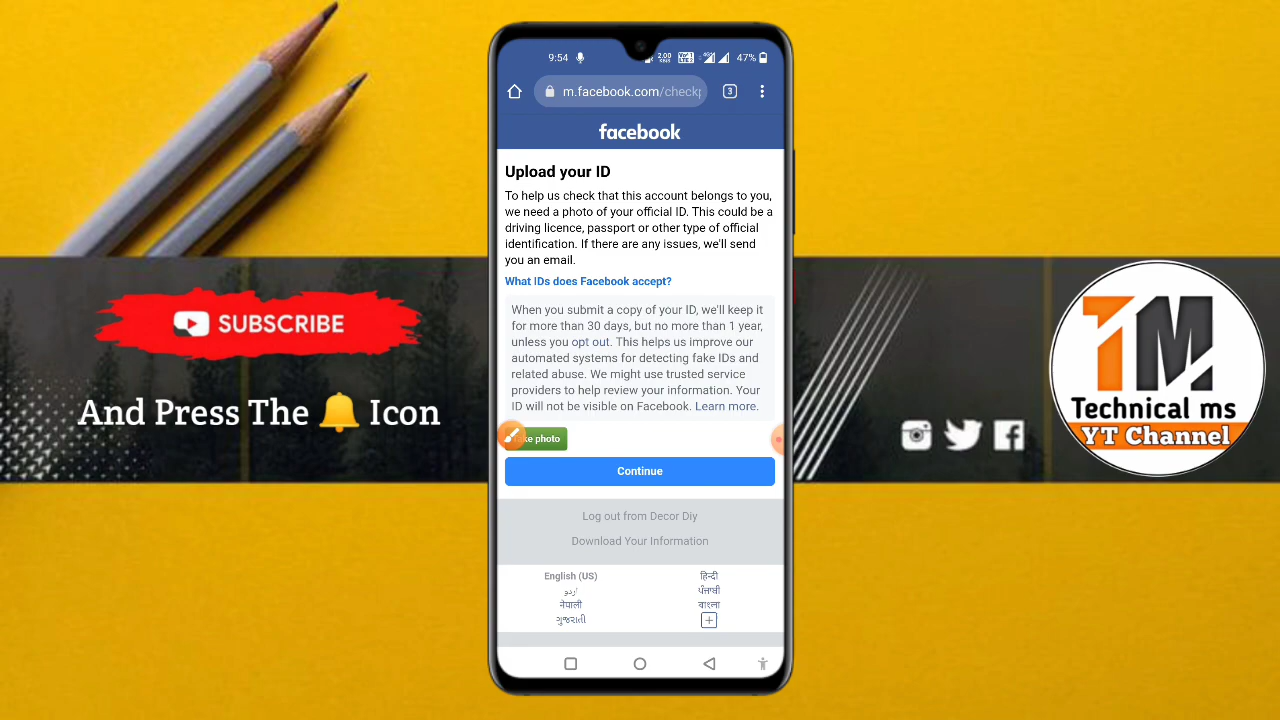 9:54
2.00
KB/S
47%
m.facebook.com/checkp
3
facebook
Upload your ID
To help us check that this account belongs to you,
we need a photo of your official ID. This could be a
driving licence, passport or other type of official
identification. If there are any issues, we'll send
you an email.
What IDs does Facebook accept?
When you submit a copy of your ID, we'll keep it
for more than 30 days, but no more than 1 year,
unless you opt out. This helps us improve our
automated systems for detecting fake IDs and
related abuse. We might use trusted service
providers to help review your information. Your
ID will not be visible on Facebook. Learn more.
photo
Continue
Log out from Decor Diy
Download Your Information
English (US)
हिन्दी
اردو
ਪੰਜਾਬੀ
नेपाली
বাংলা
ગુજરાતી
SUBSCRIBE
And Press The 🔔 Icon
TM
Technical ms
YT Channel